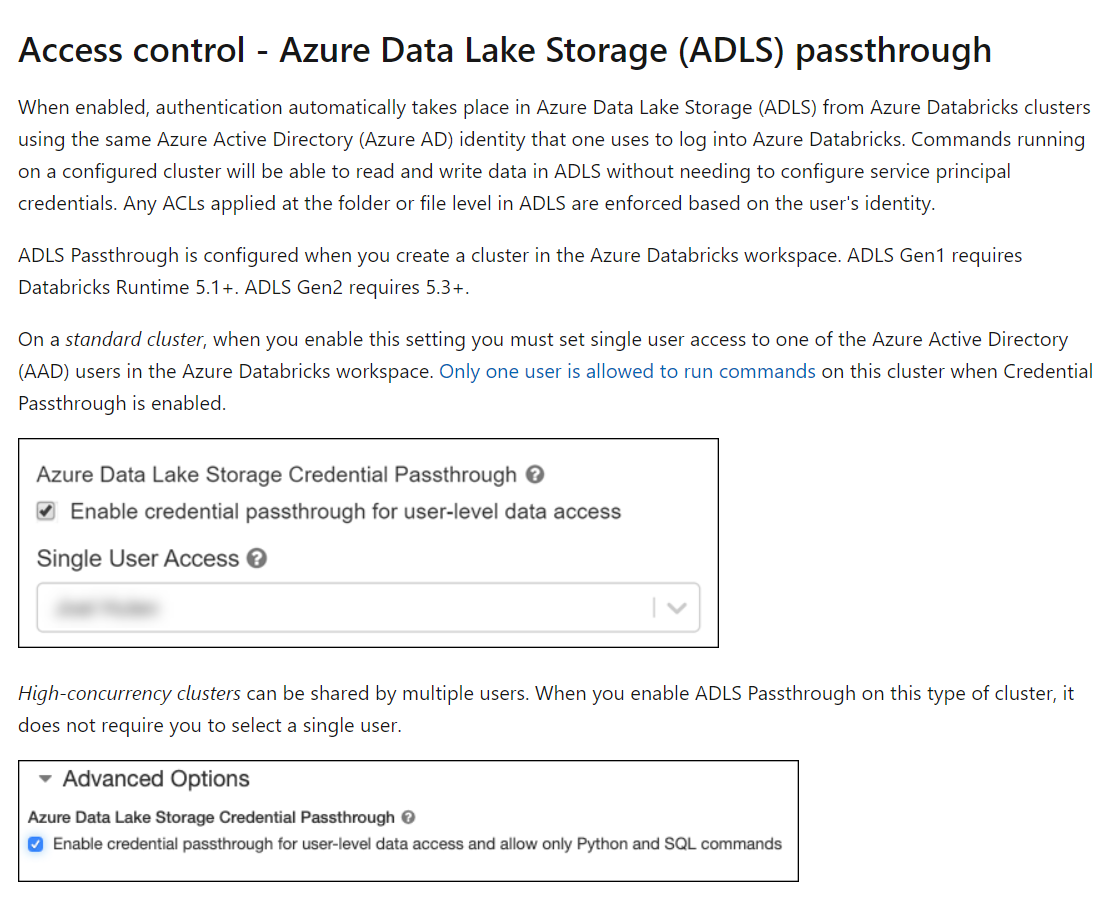 Access control - Azure Data Lake Storage (ADLS) passthrough
When enabled, authentication automatically takes place in Azure Data Lake Storage (ADLS) from Azure Databricks clusters
using the same Azure Active Directory (Azure AD) identity that one uses to log into Azure Databricks. Commands running
on a configured cluster will be able to read and write data in ADLS without needing to configure service principal
credentials. Any ACLs applied at the folder or file level in ADLS are enforced based on the user's identity.
ADLS Passthrough is configured when you create a cluster in the Azure Databricks workspace. ADLS Gen1 requires
Databricks Runtime 5.1+. ADLS Gen2 requires 5.3+.
On a standard cluster, when you enable this setting you must set single user access to one of the Azure Active Directory
(AAD) users in the Azure Databricks workspace. Only one user is allowed to run commands on this cluster when Credential
Passthrough is enabled.
Azure Data Lake Storage Credential Passthrough ?
Enable credential passthrough for user-level data access
Single User Access ?
High-concurrency clusters can be shared by multiple users. When you enable ADLS Passthrough on this type of cluster, it
does not require you to select a single user.
Advanced Options
Azure Data Lake Storage Credential Passthrough ?
Enable credential passthrough for user-level data access and allow only Python and SQL commands